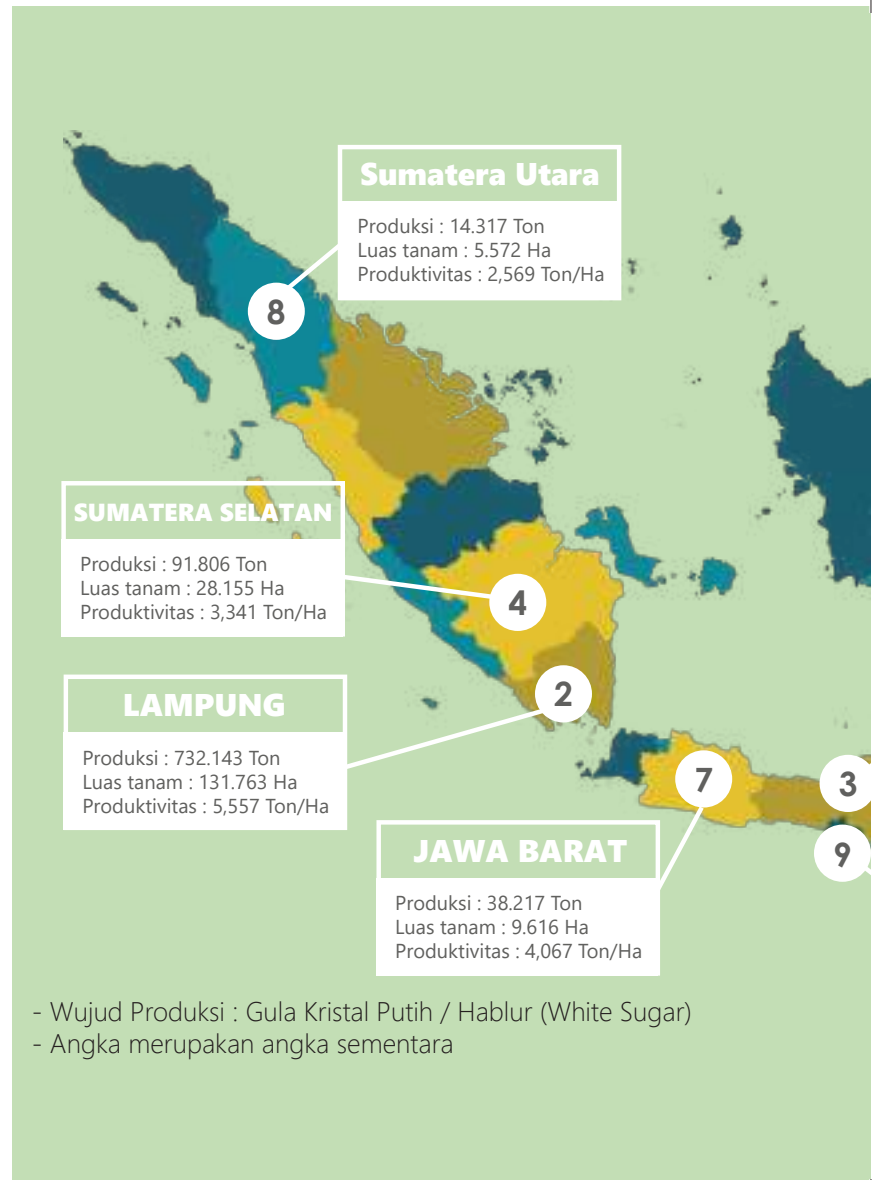 Sumatera Utara
Produksi : 14.317 Ton
Luas tanam : 5.572 Ha
Produktivitas : 2,569 Ton/Ha
8
SUMATERA SELATAN
Produksi : 91.806 Ton
Luas tanam : 28.155 Ha
Produktivitas : 3,341 Ton/Ha
4
LAMPUNG
Produksi : 732.143 Ton
Luas tanam : 131.763 Ha
Produktivitas : 5,557 Ton/Ha
2
7
3
9
JAWA BARAT
Produksi : 38.217 Ton
Luas tanam : 9.616 Ha
Produktivitas : 4,067 Ton/Ha
- Wujud Produksi : Gula Kristal Putih / Hablur (White Sugar)
- Angka merupakan angka sementara